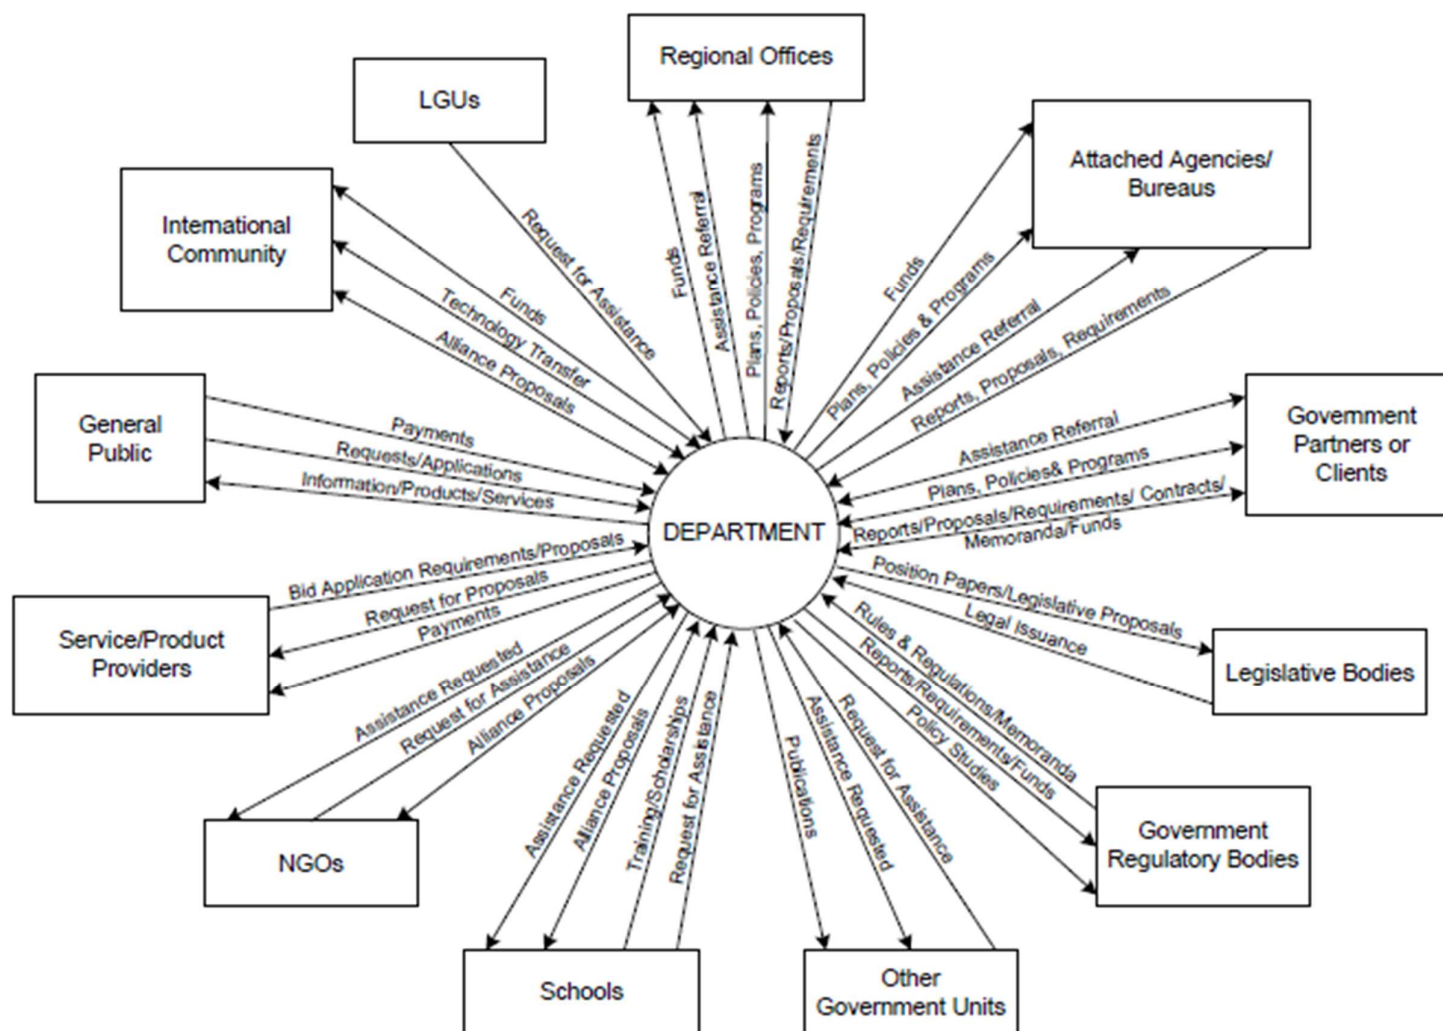 Regional Offices
LGUs
Attached Agencies/
Bureaus
International
Community
General
Public
Government
Partners or
Clients
DEPARTMENT
Service/Product
Providers
Legislative Bodies
NGOs
Government
Regulatory Bodies
Schools
Other
Government Units
Request for Assistance
Funds
Assistance Referral
Plans, Policies, Programs
Reports/Proposals/Requirements
Funds
Plans, Policies & Programs
Assistance Referral
Reports, Proposals, Requirements
Funds
Technology Transfer
Alliance Proposals
Payments
Requests/Applications
Information/Products/Services
Assistance Referral
Plans, Policies& Programs
Reports/Proposals/Requirements/ Contracts/
Memoranda/Funds
Position Papers/Legislative Proposals
Legal Issuance
Bid Application Requirements/Proposals
Request for Proposals
Payments
Rules & Regulations/Memoranda
Reports/Requirements/Funds
Policy Studies
Assistance Requested
Request for Assistance
Alliance Proposals
Assistance Requested
Alliance Proposals
Training/Scholarships
Request for Assistance
Publications
Assistance Requested
Request for Assistance